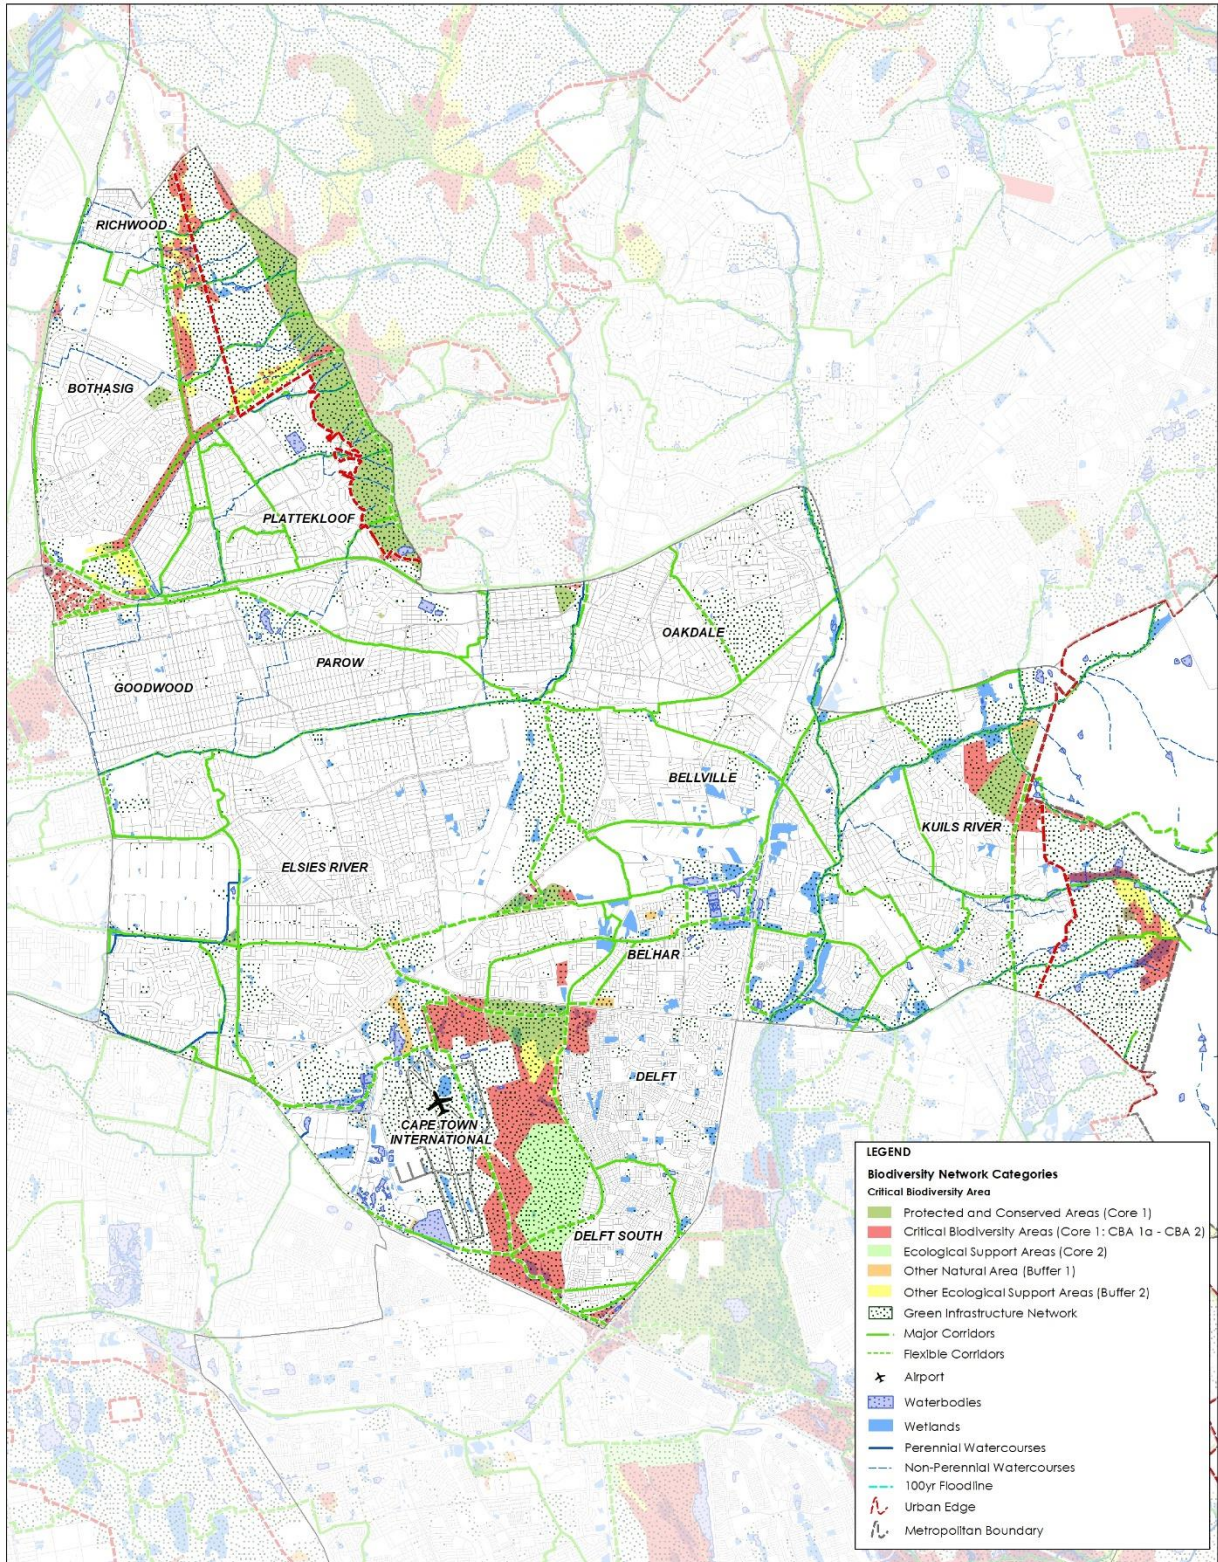 RICHWOOD
BOTHASIG
PLATTEKLOOF
OAKDALE
PAROW
GOODWOOD
BELLVILLE
KUILS RIVER
ELSIES RIVER
BELHAR
DELFT
CAPE TOWN
INTERNATIONAL
DELFT SOUTH
LEGEND
Biodiversity Network Categories
Critical Biodiversity Area
Protected and Conserved Areas (Core 1)
Critical Biodiversity Areas (Core 1: CBA 1a - CBA 2)
Ecological Support Areas (Core 2)
Other Natural Area (Buffer 1)
Other Ecological Support Areas (Buffer 2)
Green Infrastructure Network
Major Corridors
Flexible Corridors
Airport
Waterbodies
Wetlands
Perennial Watercourses
Non-Perennial Watercourses
100yr Floodline
Urban Edge
Metropolitan Boundary